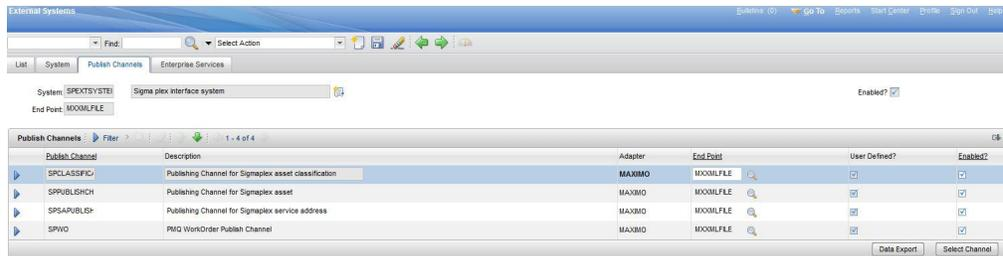 External Systems
Bulletins: (0) Go To Reports Start Center Profile Sign Out Help
Find: Select Action
List System Publish Channels Enterprise Services
System: SPEXTSYSTEI Sigma plex interface system Enabled?
End Point: MXXMLFILE
Publish Channels Filter 1 - 4 of 4
Publish Channel Description Adapter End Point User Defined? Enabled?
SPCLASSIFIC/ Publishing Channel for Sigmaplex asset classification MAXIMO MXXMLFILE
SPPUBLISHCH Publishing Channel for Sigmaplex asset MAXIMO MXXMLFILE
SPSAPUBLISH Publishing Channel for Sigmaplex service address MAXIMO MXXMLFILE
SPWO PMQ WorkOrder Publish Channel MAXIMO MXXMLFILE
Data Export Select Channel